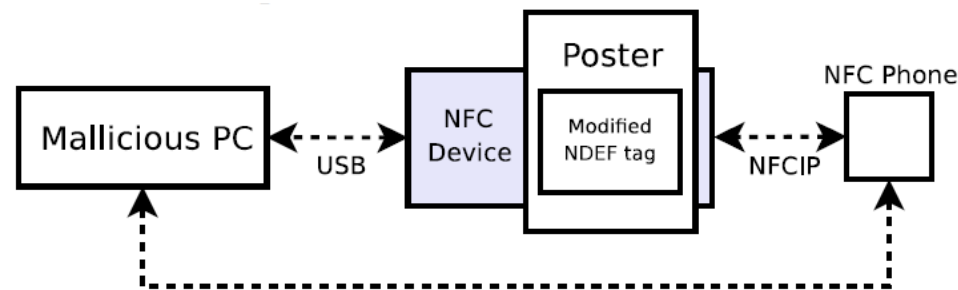 Mallicious PC
USB
NFC
Device
Poster
Modified
NDEF tag
NFCIP
NFC Phone